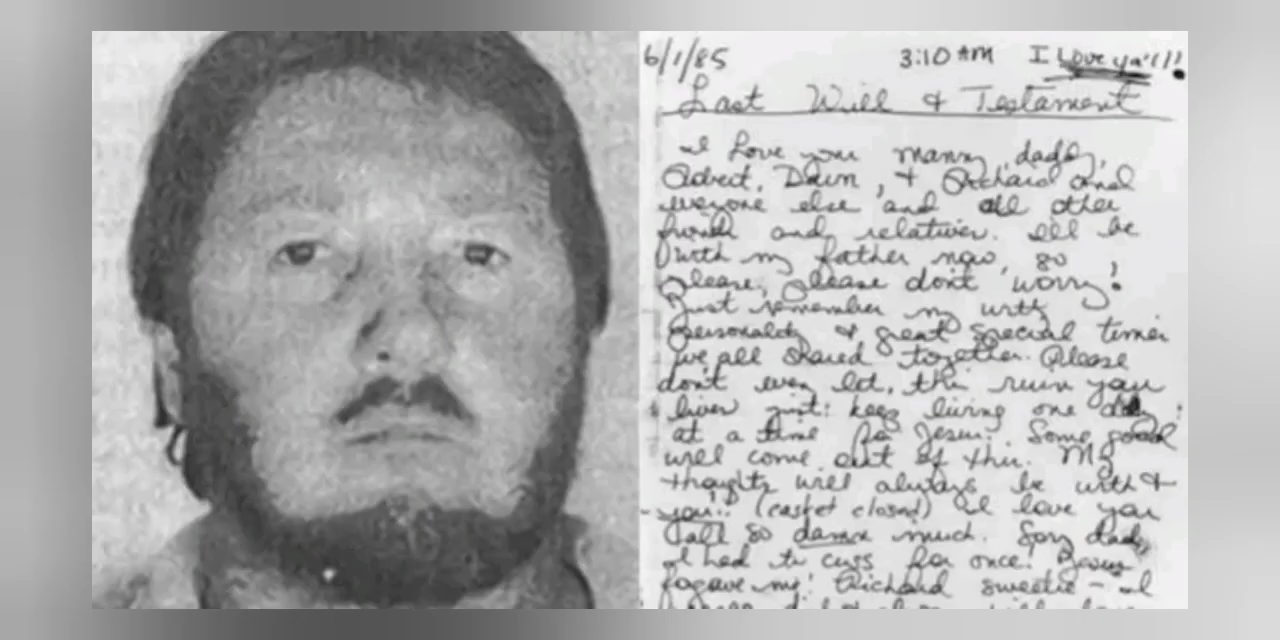 6/1/85 3:10 AM I Love ya'll!
Last Will & Testament
I love you mammy, daddy,
Robert, Dawn, & Richard and
everyone else and all other
friends and relatives. I'll be
with my father now, so
please, please don't worry!
Just remember my witty
personality & great special times
we all shared together. Please
don't ever let this ruin your
lives just keep living one day
at a time for Jesus. Some good
will come out of this. My
thoughts will always be with &
you!! (casket closed) I love you
all so damn much. Sorry dad,
I had to cuss for once! Jesus
forgave me! Richard sweetie - I